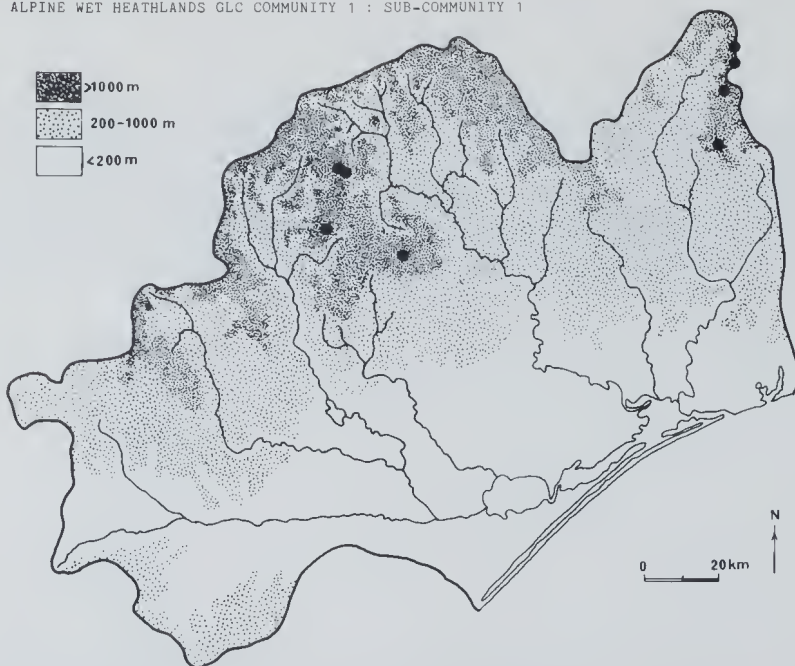 ALPINE WET HEATHLANDS GLC COMMUNITY 1 : SUB-COMMUNITY 1
>1000 m
200-1000 m
<200 m
N
0 20km